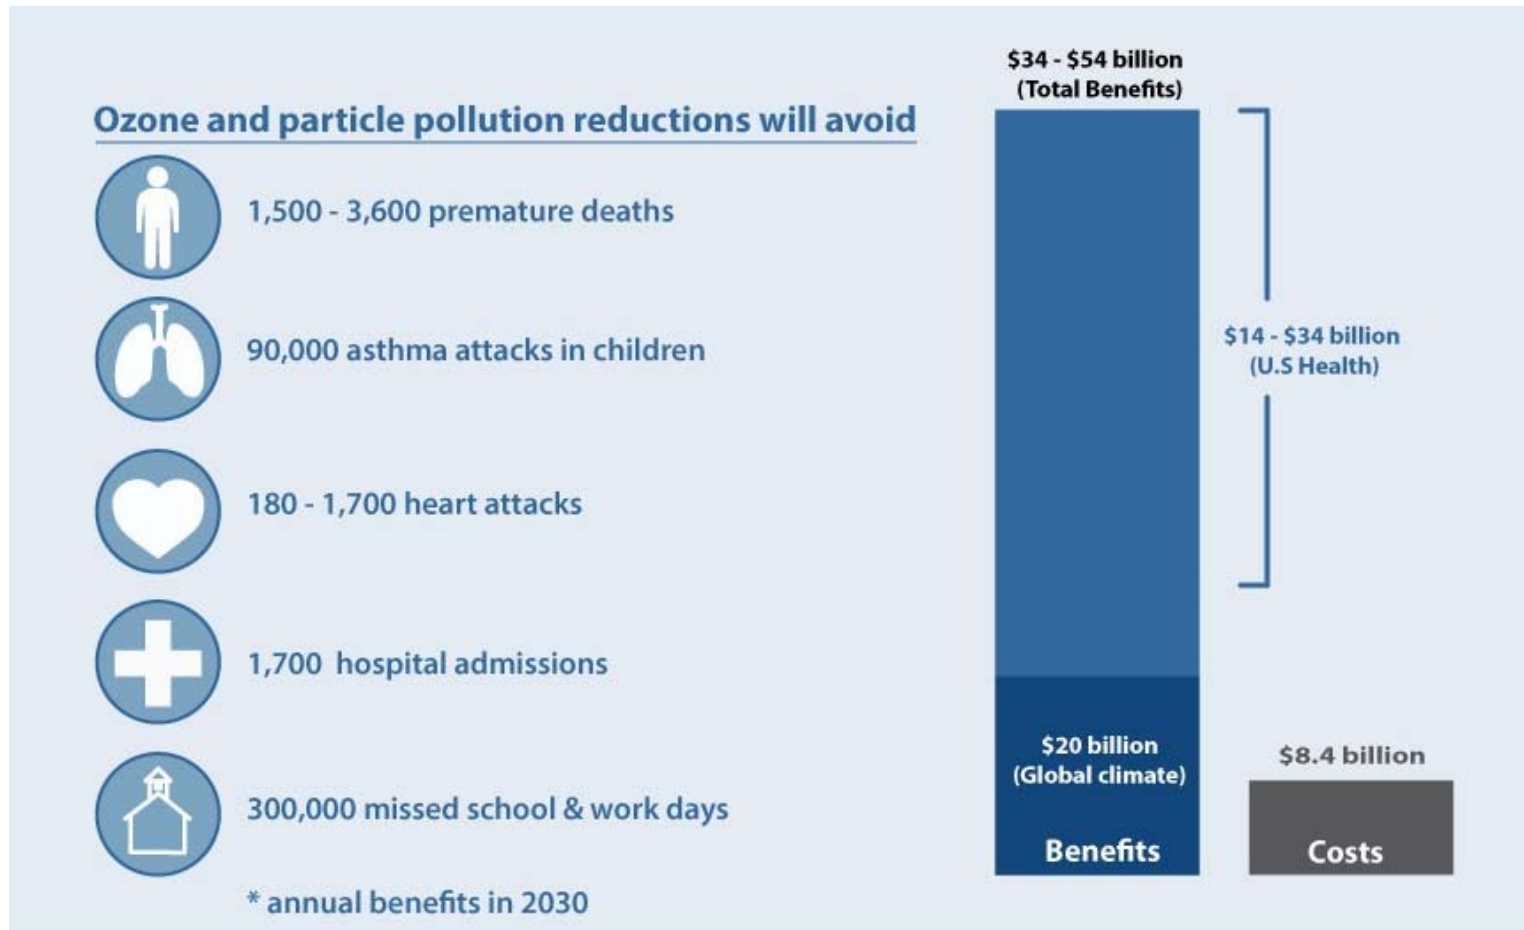 Ozone and particle pollution reductions will avoid
1,500 - 3,600 premature deaths
90,000 asthma attacks in children
180 - 1,700 heart attacks
1,700 hospital admissions
300,000 missed school & work days
* annual benefits in 2030
$34 - $54 billion
(Total Benefits)
$14 - $34 billion
(U.S Health)
$20 billion
(Global climate)
Benefits
$8.4 billion
Costs